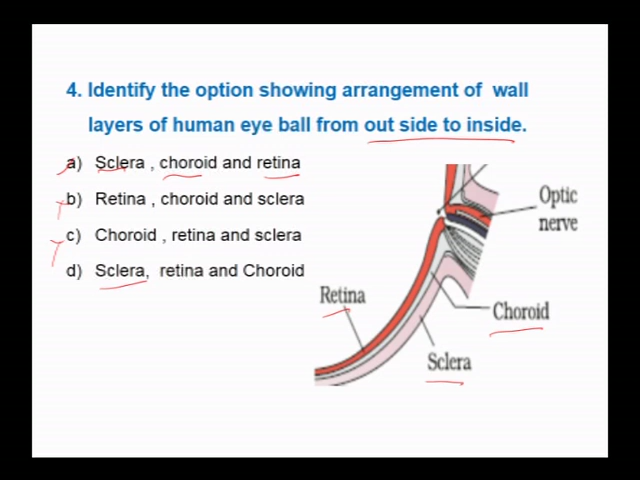 4. Identify the option showing arrangement of wall
layers of human eye ball from out side to inside.
a) Sclera , choroid and retina
b) Retina , choroid and sclera
c) Choroid , retina and sclera
d) Sclera, retina and Choroid
Optic
nerve
Retina
Choroid
Sclera